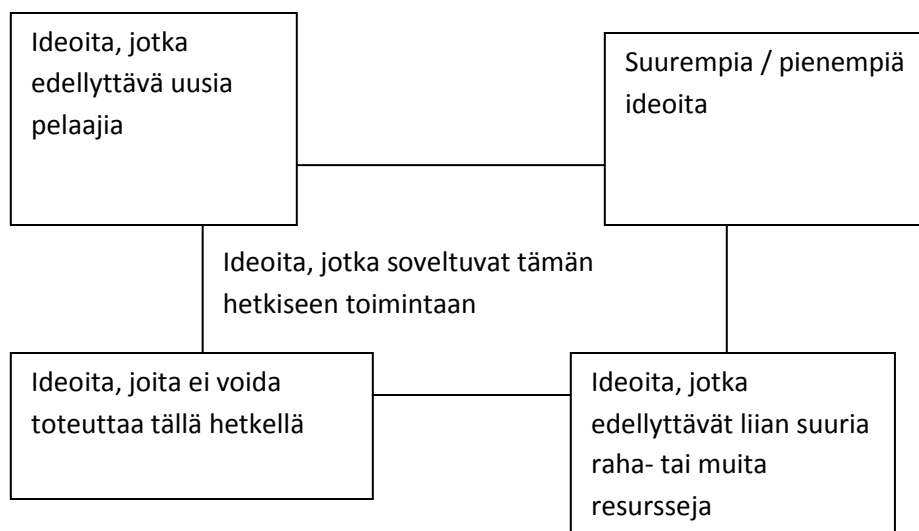 Ideoita, jotka
edellyttävä uusia
pelaajia
Suurempia / pienempiä
ideoita
Ideoita, jotka soveltuvat tämän
hetkiseen toimintaan
Ideoita, joita ei voida
toteuttaa tällä hetkellä
Ideoita, jotka
edellyttävät liian suuria
raha- tai muita
resursseja